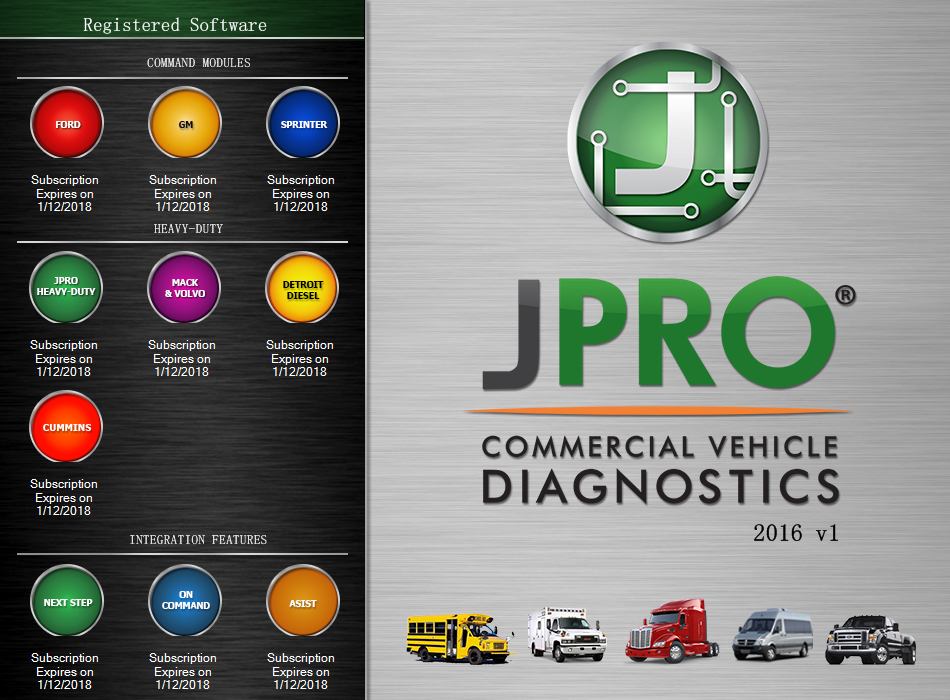 Registered Software
COMMAND MODULES
FORD
GM
SPRINTER
Subscription
Expires on
1/12/2018
Subscription
Expires on
1/12/2018
Subscription
Expires on
1/12/2018
HEAVY-DUTY
JPRO
HEAVY-DUTY
MACK
& VOLVO
DETROIT
DIESEL
Subscription
Expires on
1/12/2018
Subscription
Expires on
1/12/2018
Subscription
Expires on
1/12/2018
CUMMINS
Subscription
Expires on
1/12/2018
INTEGRATION FEATURES
NEXT STEP
ON
COMMAND
ASIST
Subscription
Expires on
1/12/2018
Subscription
Expires on
1/12/2018
Subscription
Expires on
1/12/2018
J
JPRO®
COMMERCIAL VEHICLE
DIAGNOSTICS
2016 v1